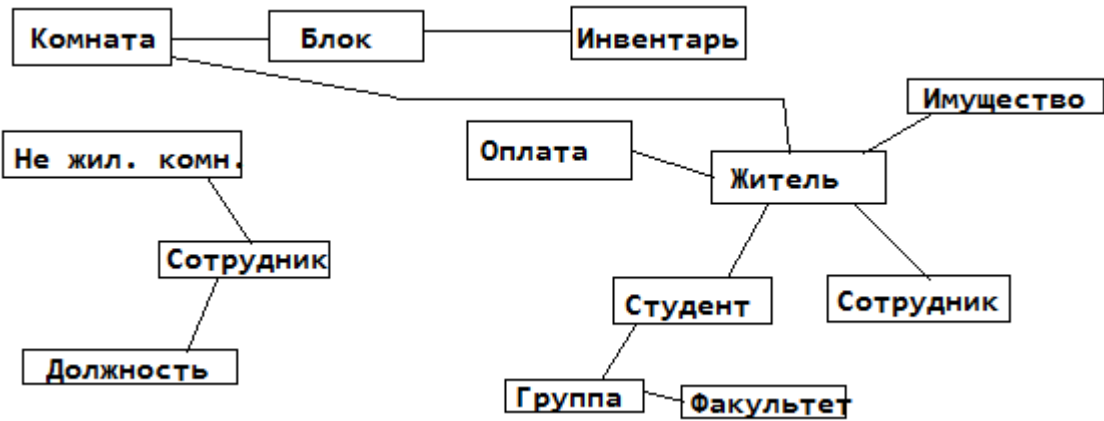 Комната
Блок
Инвентарь
Имущество
Не жил. комн.
Оплата
Житель
Сотрудник
Студент
Сотрудник
Должность
Группа
Факультет